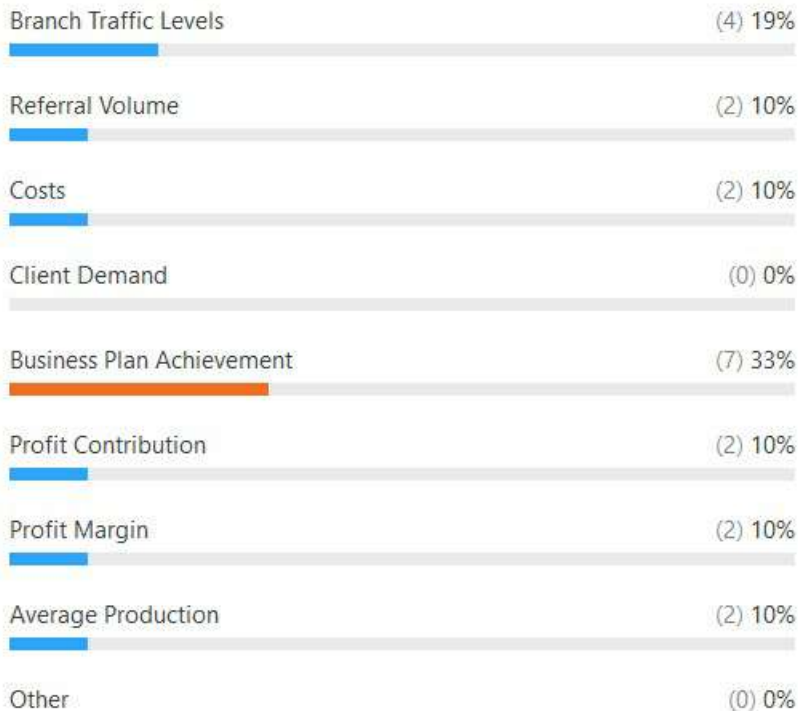 Branch Traffic Levels (4) 19%
Referral Volume (2) 10%
Costs (2) 10%
Client Demand (0) 0%
Business Plan Achievement (7) 33%
Profit Contribution (2) 10%
Profit Margin (2) 10%
Average Production (2) 10%
Other (0) 0%